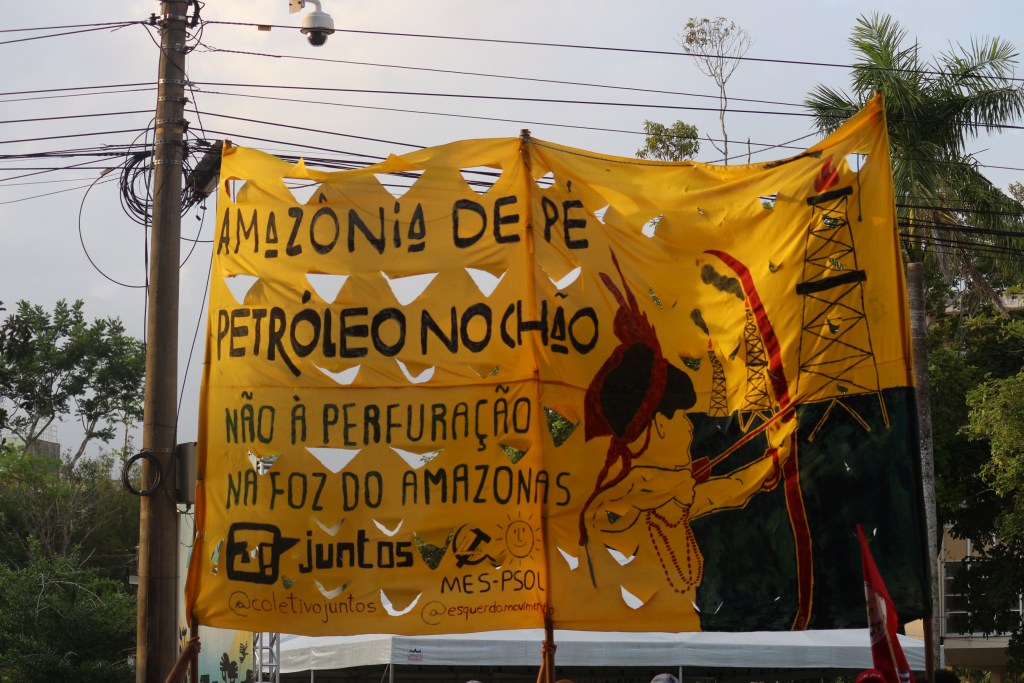 AMAZÔNIA DE PÉ
PETRÓLEO NO CHÃO
NÃO À PERFURAÇÃO
NA FOZ DO AMAZONAS
JUNTOS
MES-PSOL
@coletivojuntos @esquerdamovimento